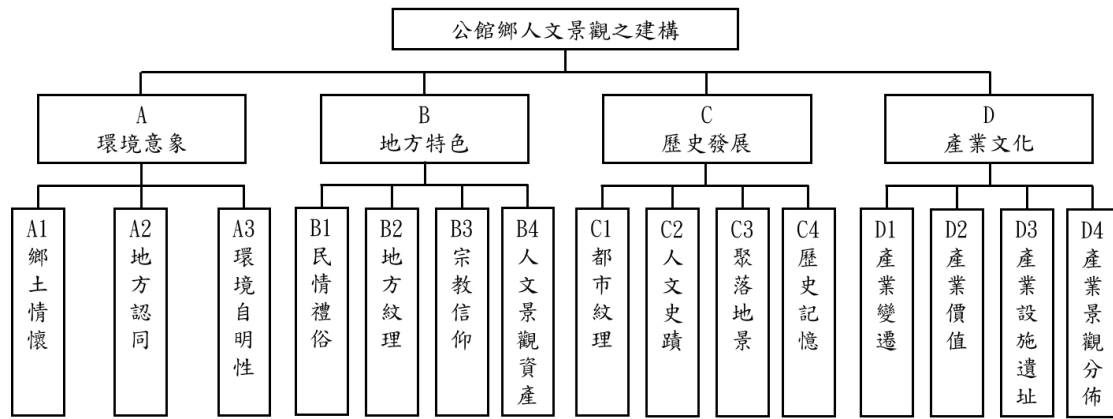 公館鄉人文景觀之建構
A
環境意象
B
地方特色
C
歷史發展
D
產業文化
A1
鄉土情懷
A2
地方認同
A3
環境自明性
B1
民情禮俗
B2
地方紋理
B3
宗教信仰
B4
人文景觀資產
C1
都市紋理
C2
人文史蹟
C3
聚落地景
C4
歷史記憶
D1
產業變遷
D2
產業價值
D3
產業設施遺址
D4
產業景觀分佈